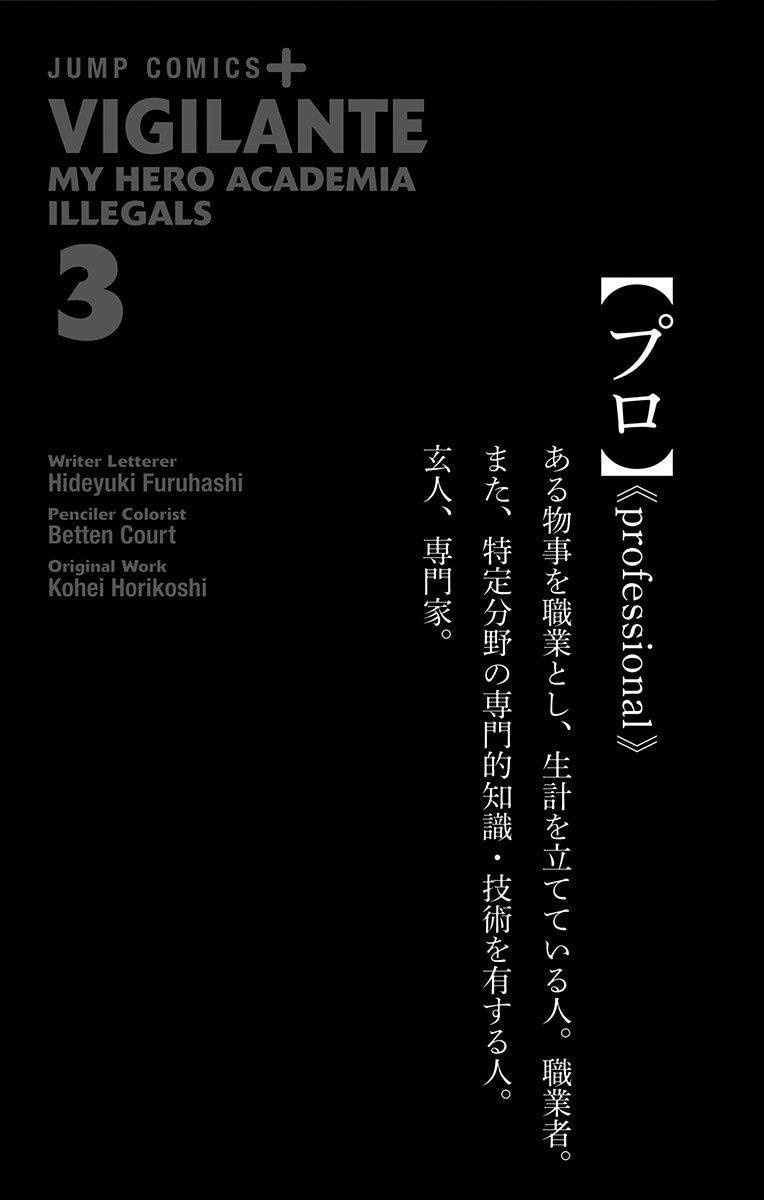 JUMP COMICS+
VIGILANTE
MY HERO ACADEMIA
ILLEGALS
3
Writer Letterer
Hideyuki Furuhashi
Penciler Colorist
Betten Court
Original Work
Kohei Horikoshi
【プロ】《professional》
ある物事を職業とし、生計を立てている人。職業者。
また、特定分野の専門的知識・技術を有する人。
玄人、専門家。